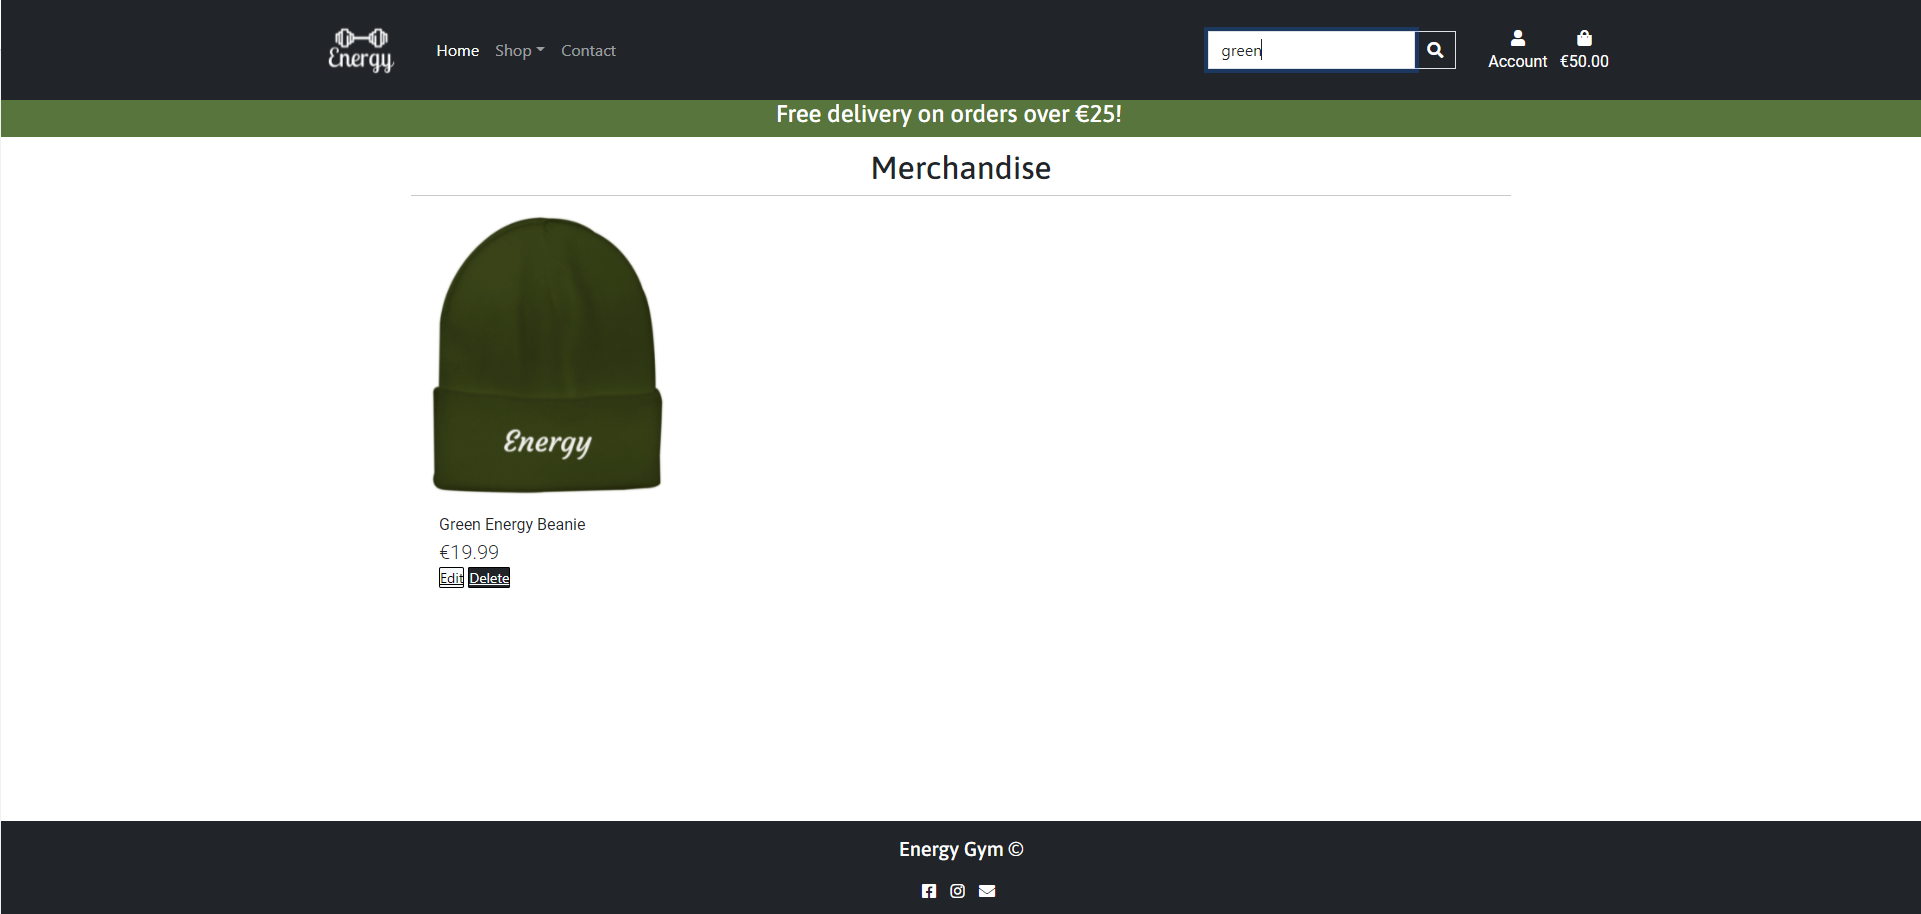 Energy
Home Shop Contact
green
Account €50.00
Free delivery on orders over €25!
Merchandise
Energy
Green Energy Beanie
€19.99
Edit Delete
Energy Gym ©